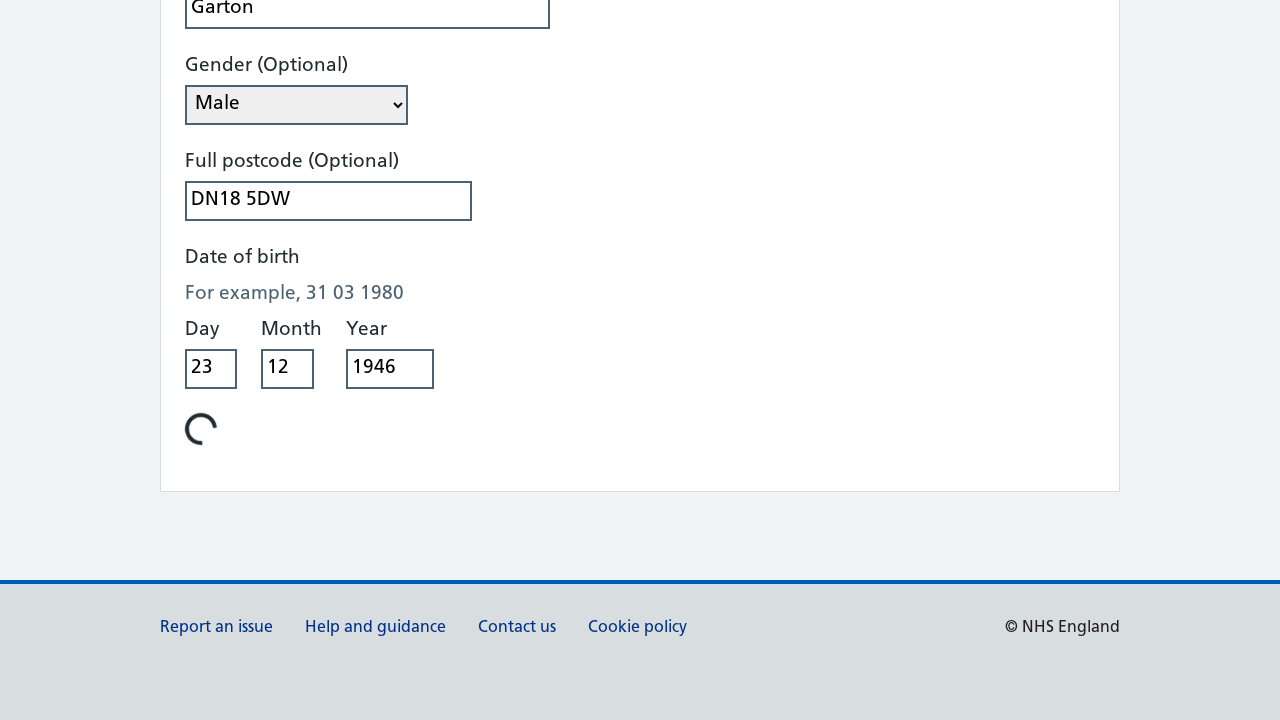 Garton
Gender (Optional)
Male
Full postcode (Optional)
DN18 5DW
Date of birth
For example, 31 03 1980
Day Month Year
23 12 1946
Report an issue Help and guidance Contact us Cookie policy © NHS England